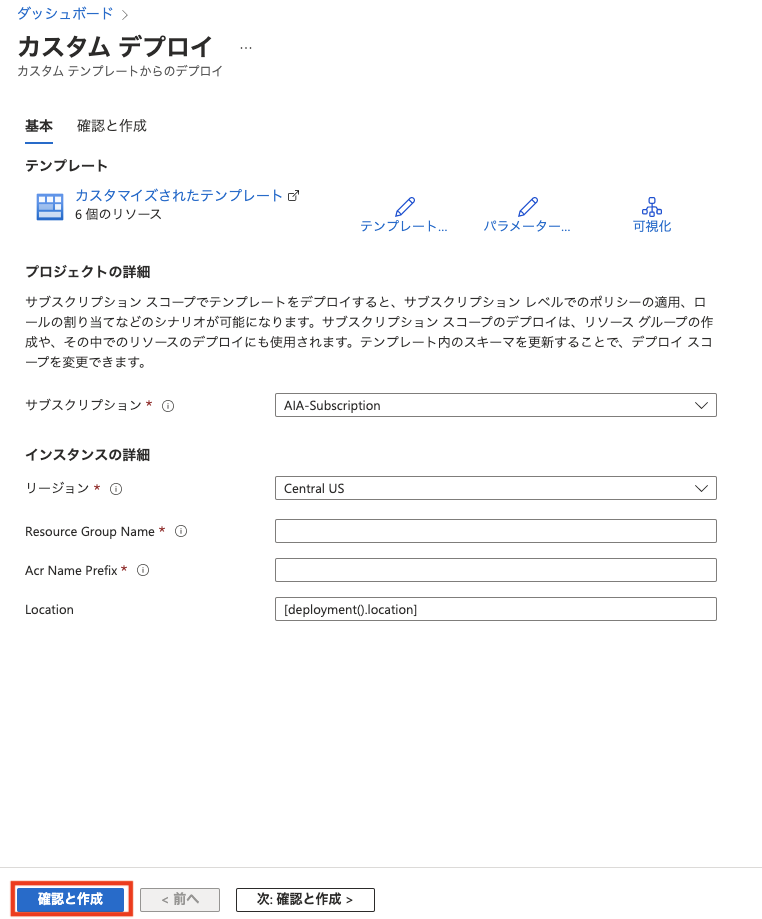 ダッシュボード >
カスタム デプロイ ...
カスタム テンプレートからのデプロイ
基本 確認と作成
テンプレート
カスタマイズされたテンプレート
6 個のリソース
テンプレート... パラメーター... 可視化
プロジェクトの詳細
サブスクリプション スコープでテンプレートをデプロイすると、サブスクリプション レベルでのポリシーの適用、ロ
ールの割り当てなどのシナリオが可能になります。サブスクリプション スコープのデプロイは、リソース グループの作
成や、その中でのリソースのデプロイにも使用されます。テンプレート内のスキーマを更新することで、デプロイ スコ
ープを変更できます。
サブスクリプション * AIA-Subscription
インスタンスの詳細
リージョン * Central US
Resource Group Name *
Acr Name Prefix *
Location [deployment().location]
確認と作成 < 前へ 次: 確認と作成 >